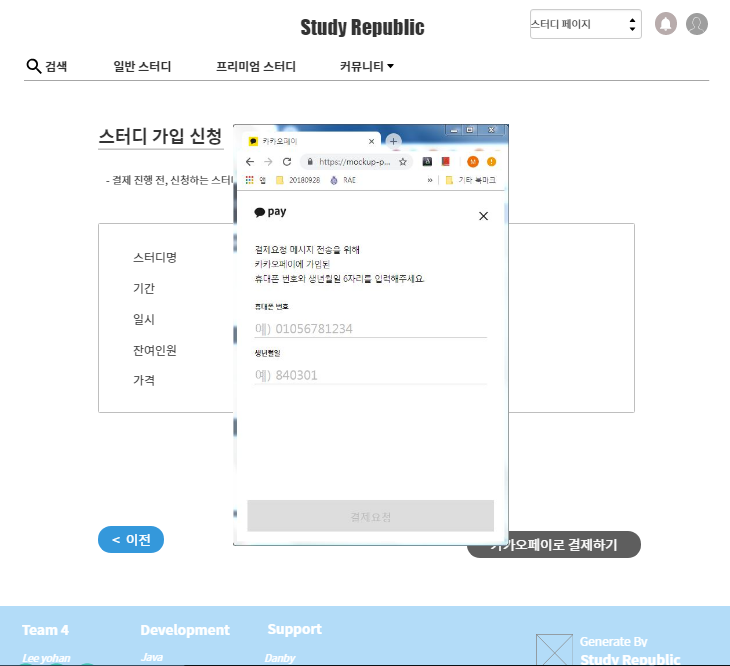 Study Republic
스터디 페이지
검색
일반 스터디
프리미엄 스터디
커뮤니티
스터디 가입 신청
- 결제 진행 전, 신청하는 스터디
스터디명
기간
일시
잔여인원
가격
카카오페이
https://mockup-p...
앱
20180928
RAE
»
기타 북마크
pay
결제요청 메시지 전송을 위해
카카오페이에 가입된
휴대폰 번호와 생년월일 6자리를 입력해주세요.
휴대폰 번호
예) 01056781234
생년월일
예) 840301
결제요청
< 이전
카카오페이로 결제하기
Team 4
Development
Support
Lee yohan
Java
Danby
Generate By
Study Republic